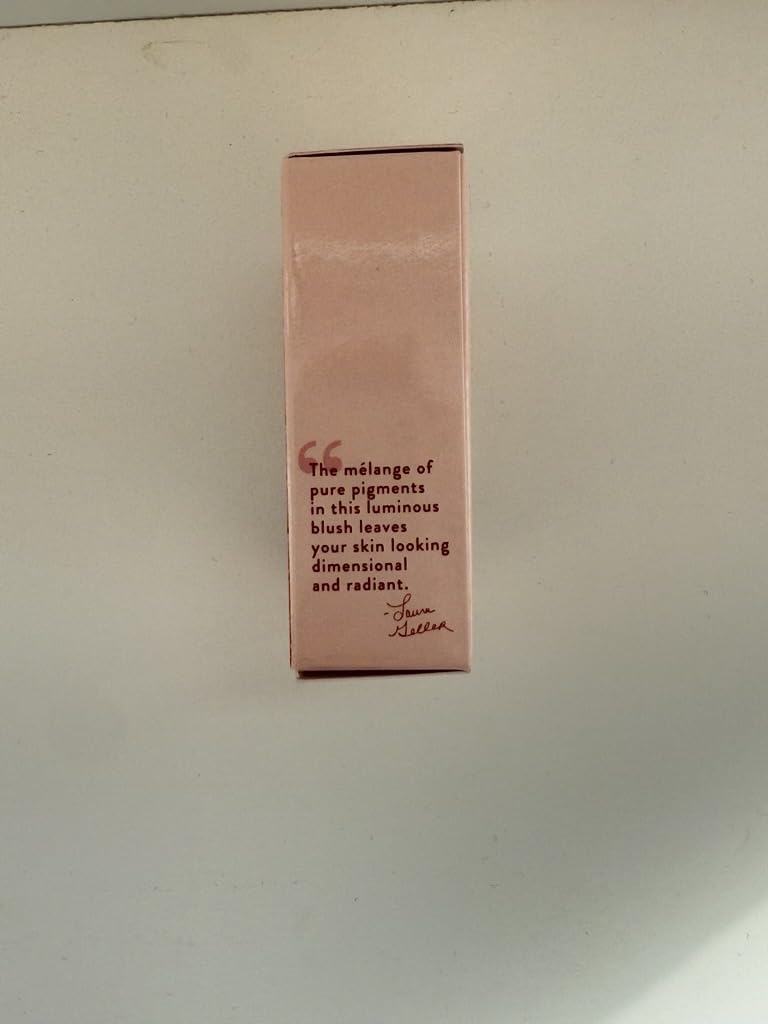 “The mélange of
pure pigments
in this luminous
blush leaves
your skin looking
dimensional
and radiant.
-Laura
Geller